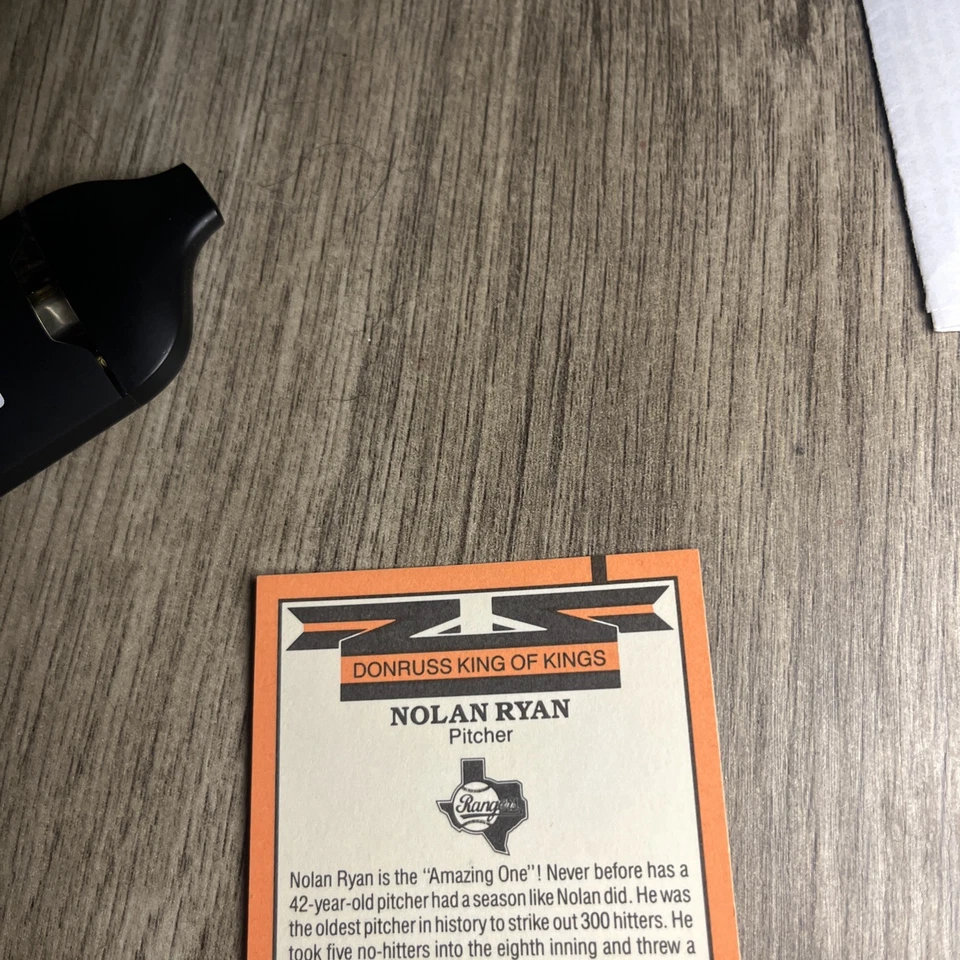 DONRUSS KING OF KINGS
NOLAN RYAN
Pitcher
Rangers
Nolan Ryan is the “Amazing One”! Never before has a
42-year-old pitcher had a season like Nolan did. He was
the oldest pitcher in history to strike out 300 hitters. He
took five no-hitters into the eighth inning and threw a